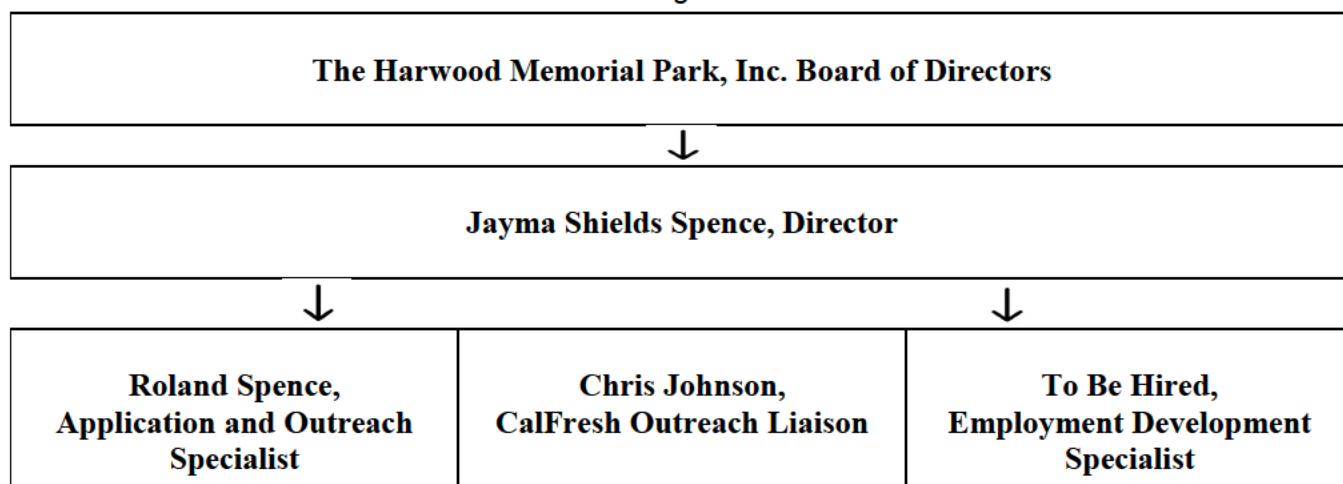 The Harwood Memorial Park, Inc. Board of Directors
Jayma Shields Spence, Director
Roland Spence,
Application and Outreach
Specialist
Chris Johnson,
CalFresh Outreach Liaison
To Be Hired,
Employment Development
Specialist